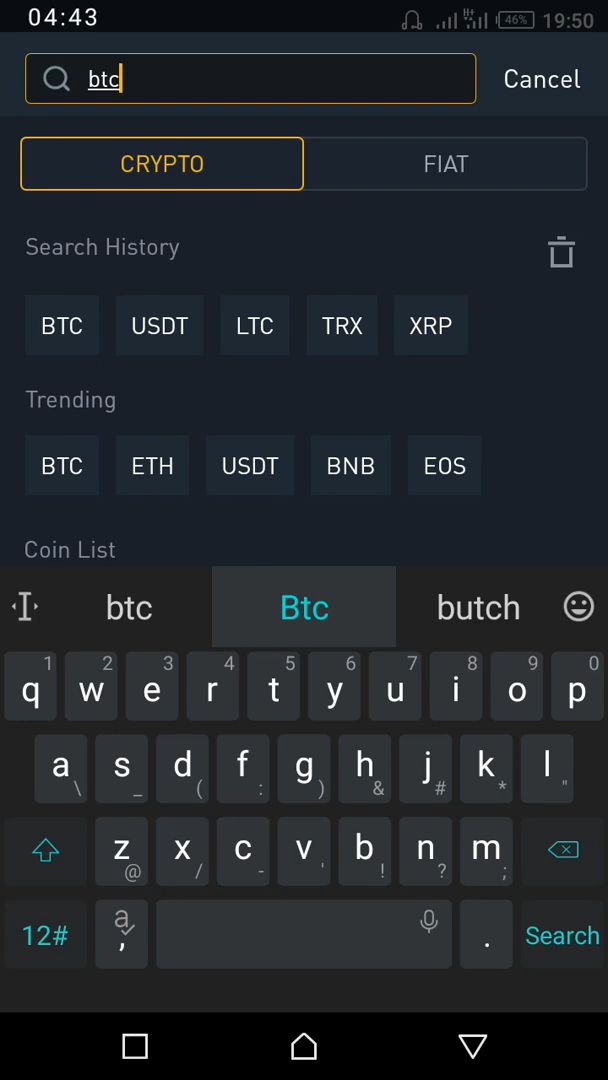 04:43 46% 19:50
btc Cancel
CRYPTO FIAT
Search History
BTC USDT LTC TRX XRP
Trending
BTC ETH USDT BNB EOS
Coin List
btc Btc butch
1 2 3 4 5 6 7 8 9 0
q w e r t y u i o p
a s d f g h j k l
\ _ ( : ) & # * "
z x c v b n m
@ / - ' ! ? ;
12# a , . Search